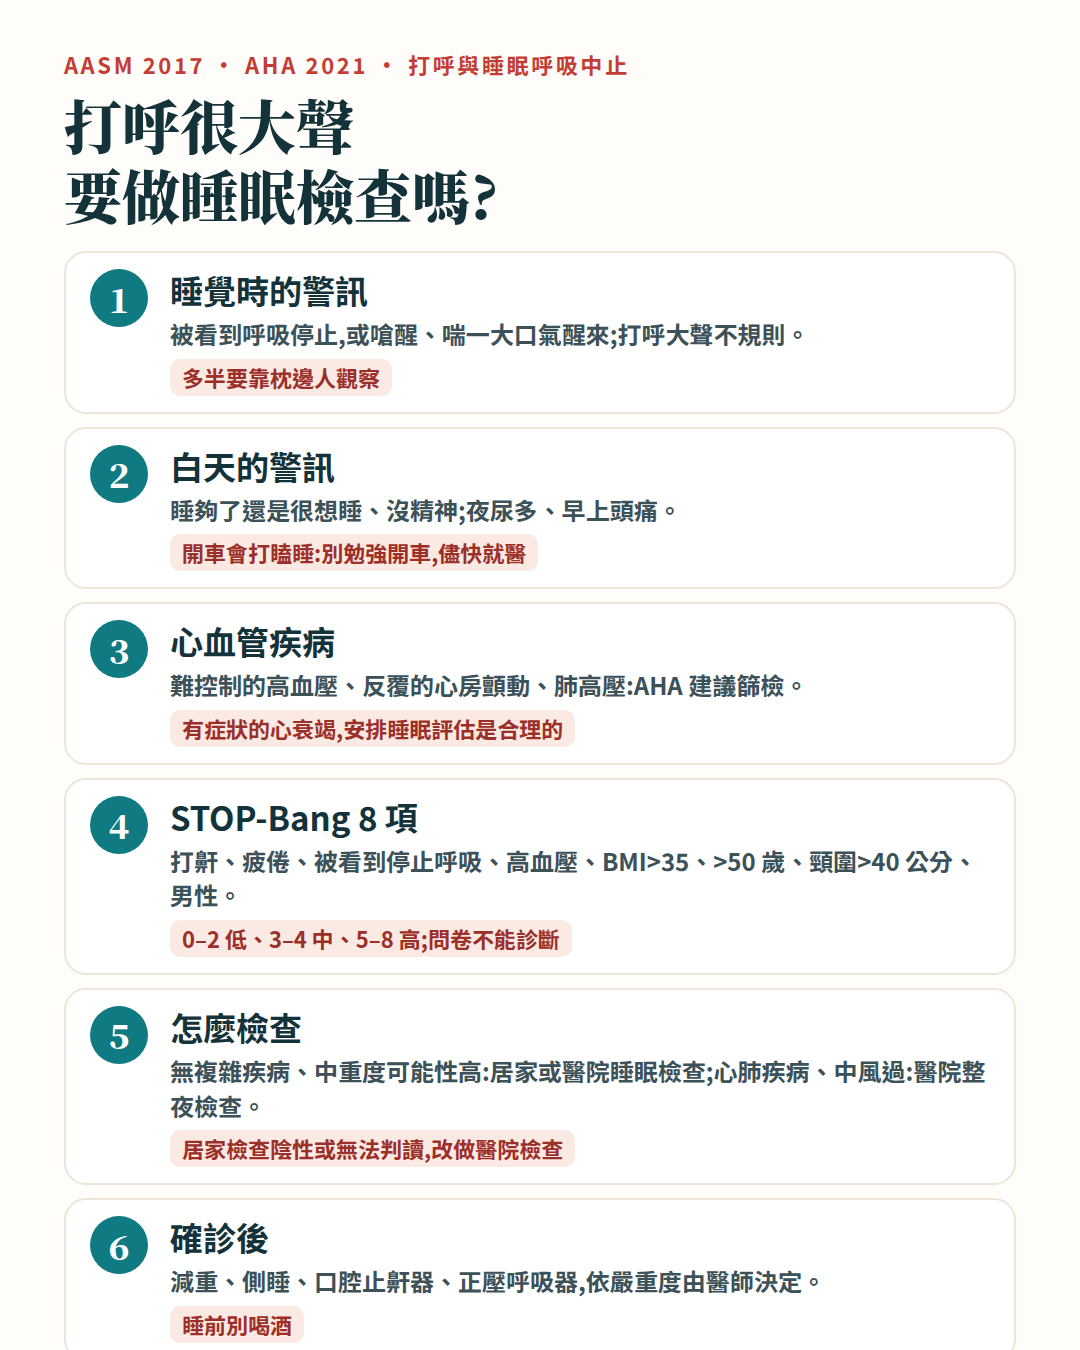 AASM 2017 • AHA 2021 • 打呼與睡眠呼吸中止
打呼很大聲
要做睡眠檢查嗎?
1
睡覺時的警訊
被看到呼吸停止,或嗆醒、喘一大口氣醒來;打呼大聲不規則。
多半要靠枕邊人觀察
2
白天的警訊
睡夠了還是很想睡、沒精神;夜尿多、早上頭痛。
開車會打瞌睡:別勉強開車,儘快就醫
3
心血管疾病
難控制的高血壓、反覆的心房顫動、肺高壓:AHA 建議篩檢。
有症狀的心衰竭,安排睡眠評估是合理的
4
STOP-Bang 8 項
打鼾、疲倦、被看到停止呼吸、高血壓、BMI>35、>50 歲、頸圍>40 公分、
男性。
0–2 低、3–4 中、5–8 高;問卷不能診斷
5
怎麼檢查
無複雜疾病、中重度可能性高:居家或醫院睡眠檢查;心肺疾病、中風過:醫院整
夜檢查。
居家檢查陰性或無法判讀,改做醫院檢查
6
確診後
減重、側睡、口腔止鼾器、正壓呼吸器,依嚴重度由醫師決定。
睡前別喝酒